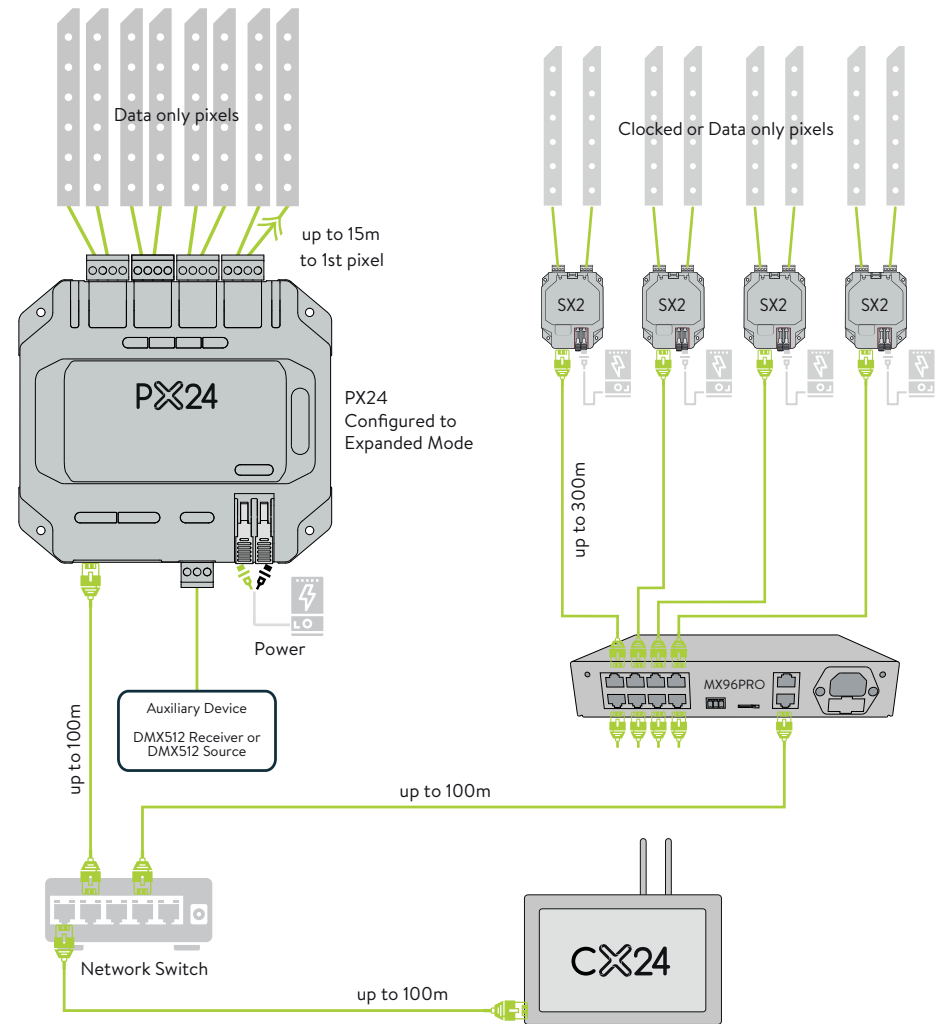 Data only pixels
Clocked or Data only pixels
up to 15m
to 1st pixel
SX2
SX2
SX2
SX2
PX24
PX24
Configured to
Expanded Mode
up to 300m
Power
MX96PRO
Auxiliary Device
DMX512 Receiver or
DMX512 Source
up to 100m
up to 100m
CX24
Network Switch
up to 100m